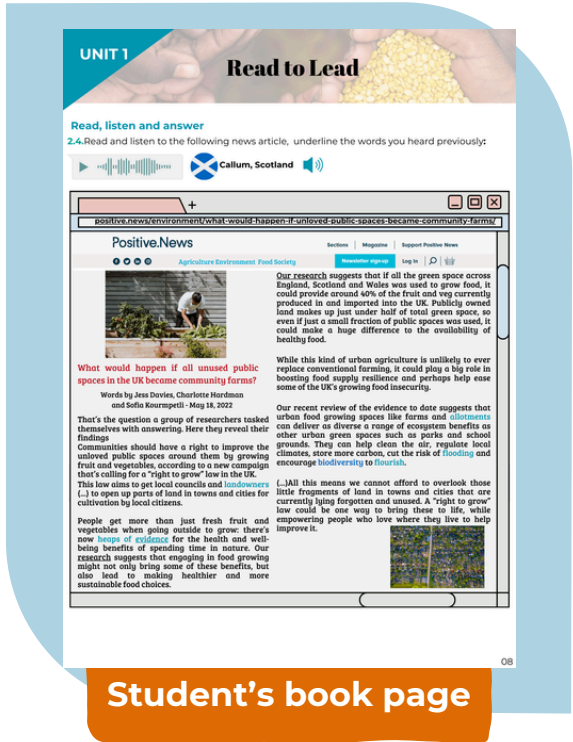 UNIT 1
Read to Lead
Read, listen and answer
2.4.Read and listen to the following news article, underline the words you heard previously:
Callum, Scotland
+
positive.news/environment/what-would-happen-if-unloved-public-spaces-became-community-farms/
Positive.News
Sections | Magazine | Support Positive News
Agriculture Environment Food Society
Newsletter sign-up
Log In
What would happen if all unused public
spaces in the UK became community farms?
Words by Jess Davies, Charlotte Hardman
and Sofia Kourmpetli - May 18, 2022
That's the question a group of researchers tasked
themselves with answering. Here they reveal their
findings
Communities should have a right to improve the
unloved public spaces around them by growing
fruit and vegetables, according to a new campaign
that's calling for a "right to grow" law in the UK.
This law aims to get local councils and landowners
(...) to open up parts of land in towns and cities for
cultivation by local citizens.
People get more than just fresh fruit and
vegetables when going outside to grow: there's
now heaps of evidence for the health and well-
being benefits of spending time in nature. Our
research suggests that engaging in food growing
might not only bring some of these benefits, but
also lead to making healthier and more
sustainable food choices.
Our research suggests that if all the green space across
England, Scotland and Wales was used to grow food, it
could provide around 40% of the fruit and veg currently
produced in and imported into the UK. Publicly owned
land makes up just under half of total green space, so
even if just a small fraction of public spaces was used, it
could make a huge difference to the availability of
healthy food.
While this kind of urban agriculture is unlikely to ever
replace conventional farming, it could play a big role in
boosting food supply resilience and perhaps help ease
some of the UK's growing food insecurity.
Our recent review of the evidence to date suggests that
urban food growing spaces like farms and allotments
can deliver as diverse a range of ecosystem benefits as
other urban green spaces such as parks and school
grounds. They can help clean the air, regulate local
climates, store more carbon, cut the risk of flooding and
encourage biodiversity to flourish.
(...)All this means we cannot afford to overlook those
little fragments of land in towns and cities that are
currently lying forgotten and unused. A "right to grow"
law could be one way to bring these to life, while
empowering people who love where they live to help
improve it.
08
Student's book page